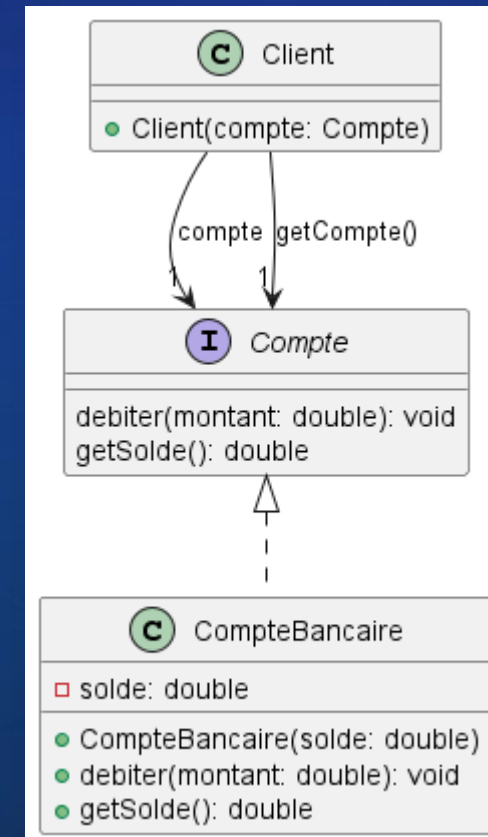 C Client
Client(compte: Compte)
compte getCompte()
1 1
I Compte
debiter(montant: double): void
getSolde(): double
C CompteBancaire
solde: double
CompteBancaire(solde: double)
debiter(montant: double): void
getSolde(): double